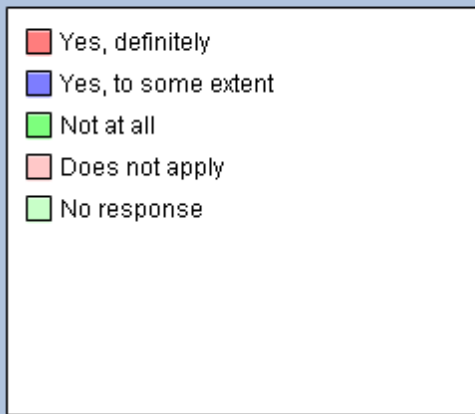 Yes, definitely
Yes, to some extent
Not at all
Does not apply
No response